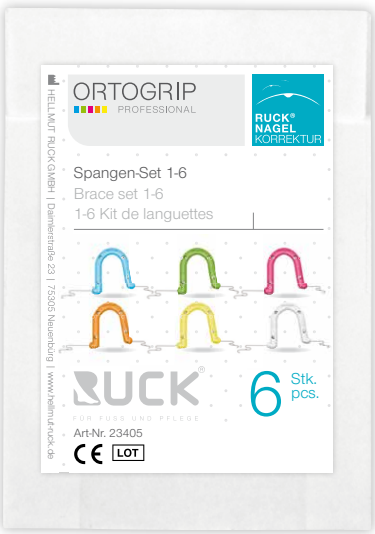 ORTOGRIP
PROFESSIONAL
RUCK®
NAGEL
KORREKTUR
HELLMUT RUCK GMBH | Daimlerstraße 23 | 75305 Neuenbürg | www.hellmut-ruck.de
Spangen-Set 1-6
Brace set 1-6
1-6 Kit de languettes
RUCK®
FÜR FUSS UND PFLEGE
6 Stk.
pcs.
Art-Nr. 23405
CE LOT